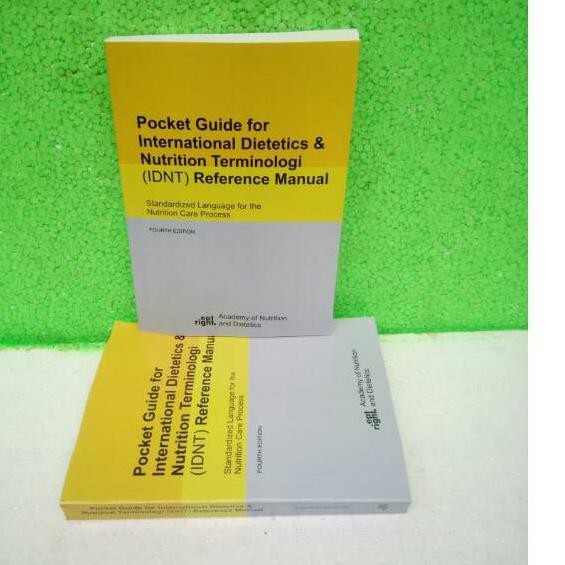 Pocket Guide for
International Dietetics &
Nutrition Terminologi
(IDNT) Reference Manual
Standardized Language for the
Nutrition Care Process
FOURTH EDITION
eat right. Academy of Nutrition
and Dietetics
Pocket Guide for
International Dietetics &
Nutrition Terminologi
(IDNT) Reference Manual
Standardized Language for the
Nutrition Care Process
FOURTH EDITION
eat right. Academy of Nutrition
and Dietetics
Pocket Guide for International Dietetics &
Nutrition Terminologi (IDNT) Reference Manual